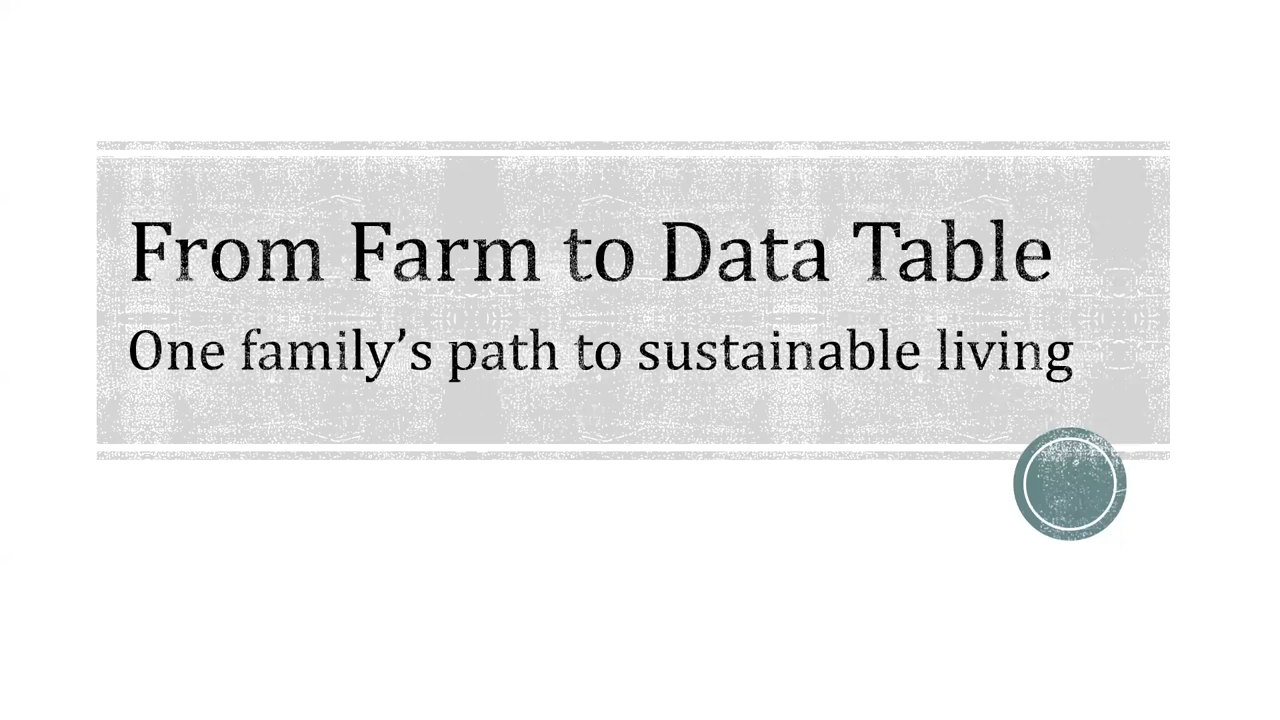 From Farm to Data Table
One family’s path to sustainable living